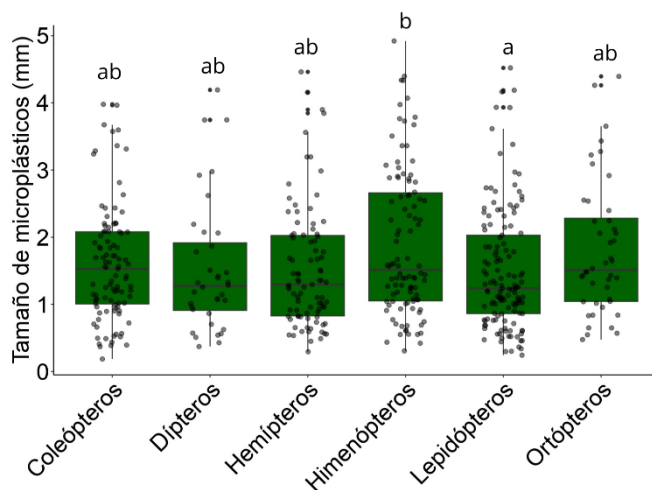 Tamaño de microplásticos (mm)
5
4
3
2
1
0
ab
ab
ab
b
a
ab
Coleópteros
Dípteros
Hemípteros
Himenópteros
Lepidópteros
Ortópteros